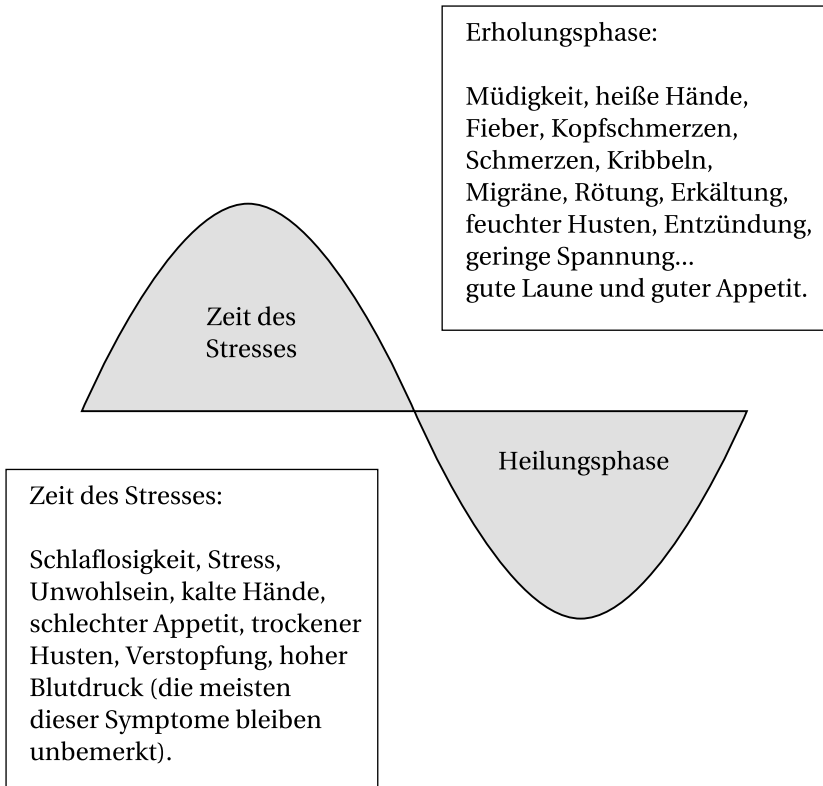 Erholungsphase:
Müdigkeit, heiße Hände,
Fieber, Kopfschmerzen,
Schmerzen, Kribbeln,
Migräne, Rötung, Erkältung,
feuchter Husten, Entzündung,
geringe Spannung...
gute Laune und guter Appetit.
Zeit des
Stresses
Heilungsphase
Zeit des Stresses:
Schlaflosigkeit, Stress,
Unwohlsein, kalte Hände,
schlechter Appetit, trockener
Husten, Verstopfung, hoher
Blutdruck (die meisten
dieser Symptome bleiben
unbemerkt).